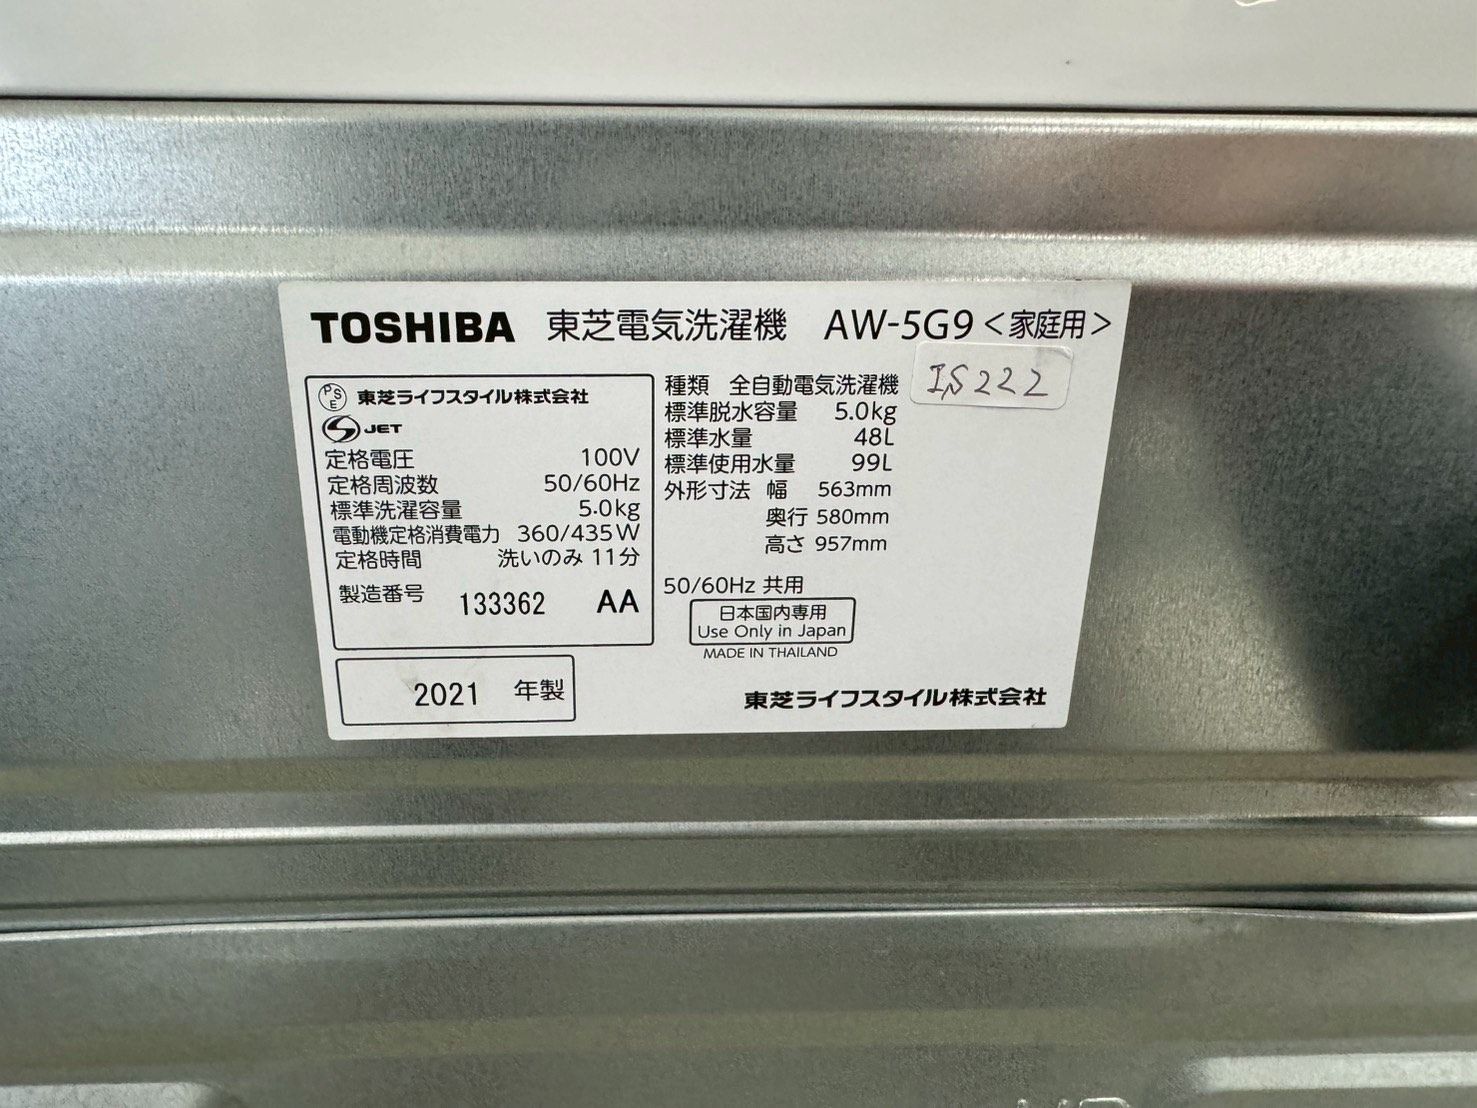 TOSHIBA 東芝電気洗濯機 AW-5G9<家庭用>
IS222
PSE 東芝ライフスタイル株式会社
S JET
定格電圧 100V
定格周波数 50/60Hz
標準洗濯容量 5.0kg
電動機定格消費電力 360/435W
定格時間 洗いのみ 11分
製造番号 133362 AA
2021 年製
種類 全自動電気洗濯機
標準脱水容量 5.0kg
標準水量 48L
標準使用水量 99L
外形寸法 幅 563mm
奥行 580mm
高さ 957mm
50/60Hz 共用
日本国内専用
Use Only in Japan
MADE IN THAILAND
東芝ライフスタイル株式会社